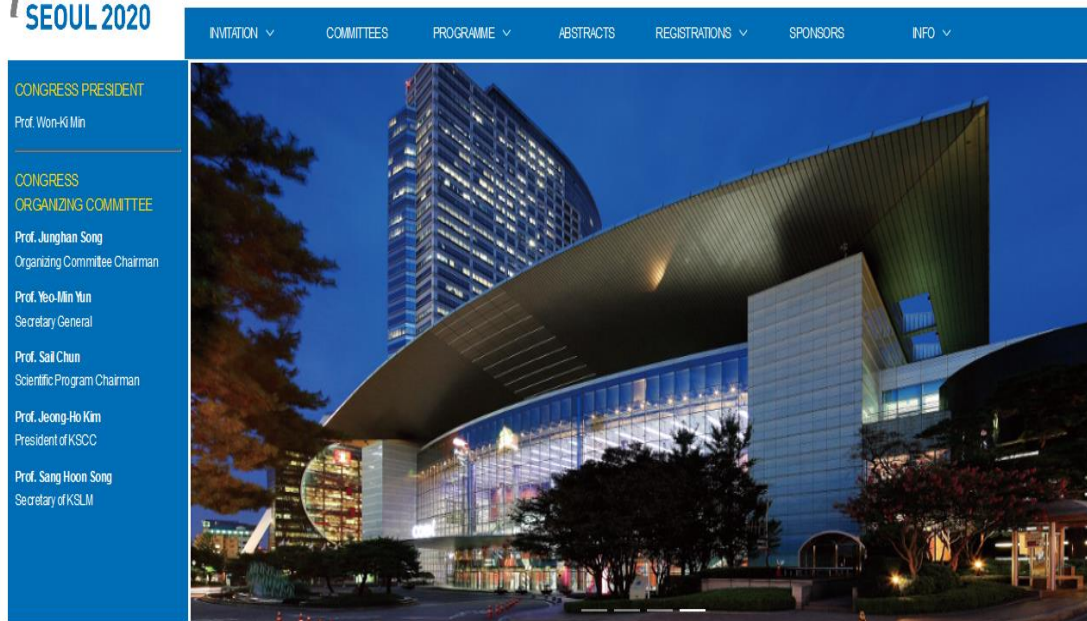 SEOUL 2020
INVITATION
COMMITTEES
PROGRAMME
ABSTRACTS
REGISTRATIONS
SPONSORS
INFO
CONGRESS PRESIDENT
Prof. Won-Ki Min
CONGRESS
ORGANIZING COMMITTEE
Prof. Junghan Song
Organizing Committee Chairman
Prof. Yeo-Min Yun
Secretary General
Prof. Sail Chun
Scientific Program Chairman
Prof. Jeong-Ho Kim
President of KSCC
Prof. Sang Hoon Song
Secretary of KSLM